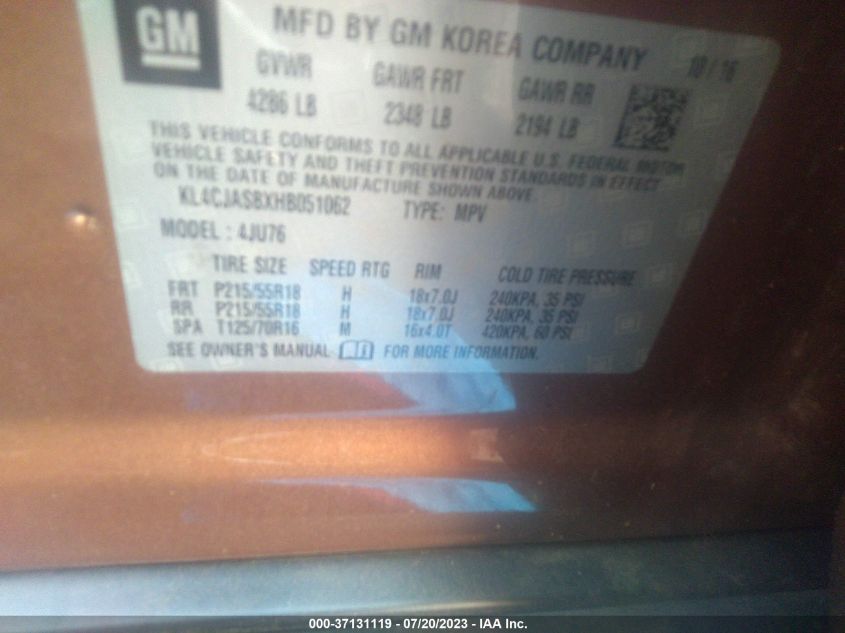 GM
MFD BY GM KOREA COMPANY 10 / 16
GVWR GAWR FRT GAWR RR
4286 LB 2348 LB 2194 LB
THIS VEHICLE CONFORMS TO ALL APPLICABLE U.S. FEDERAL MOTOR
VEHICLE SAFETY AND THEFT PREVENTION STANDARDS IN EFFECT
ON THE DATE OF MANUFACTURE SHOWN ABOVE.
KL4CJASBXHB051062 TYPE: MPV
MODEL : 4JU76
TIRE SIZE SPEED RTG RIM COLD TIRE PRESSURE
FRT P215/55R18 H 18x7.0J 240KPA, 35 PSI
RR P215/55R18 H 18x7.0J 240KPA, 35 PSI
SPA T125/70R16 M 16x4.0T 420KPA, 60 PSI
SEE OWNER'S MANUAL FOR MORE INFORMATION.
000-37131119 / 07/20/2023 - IAA Inc.